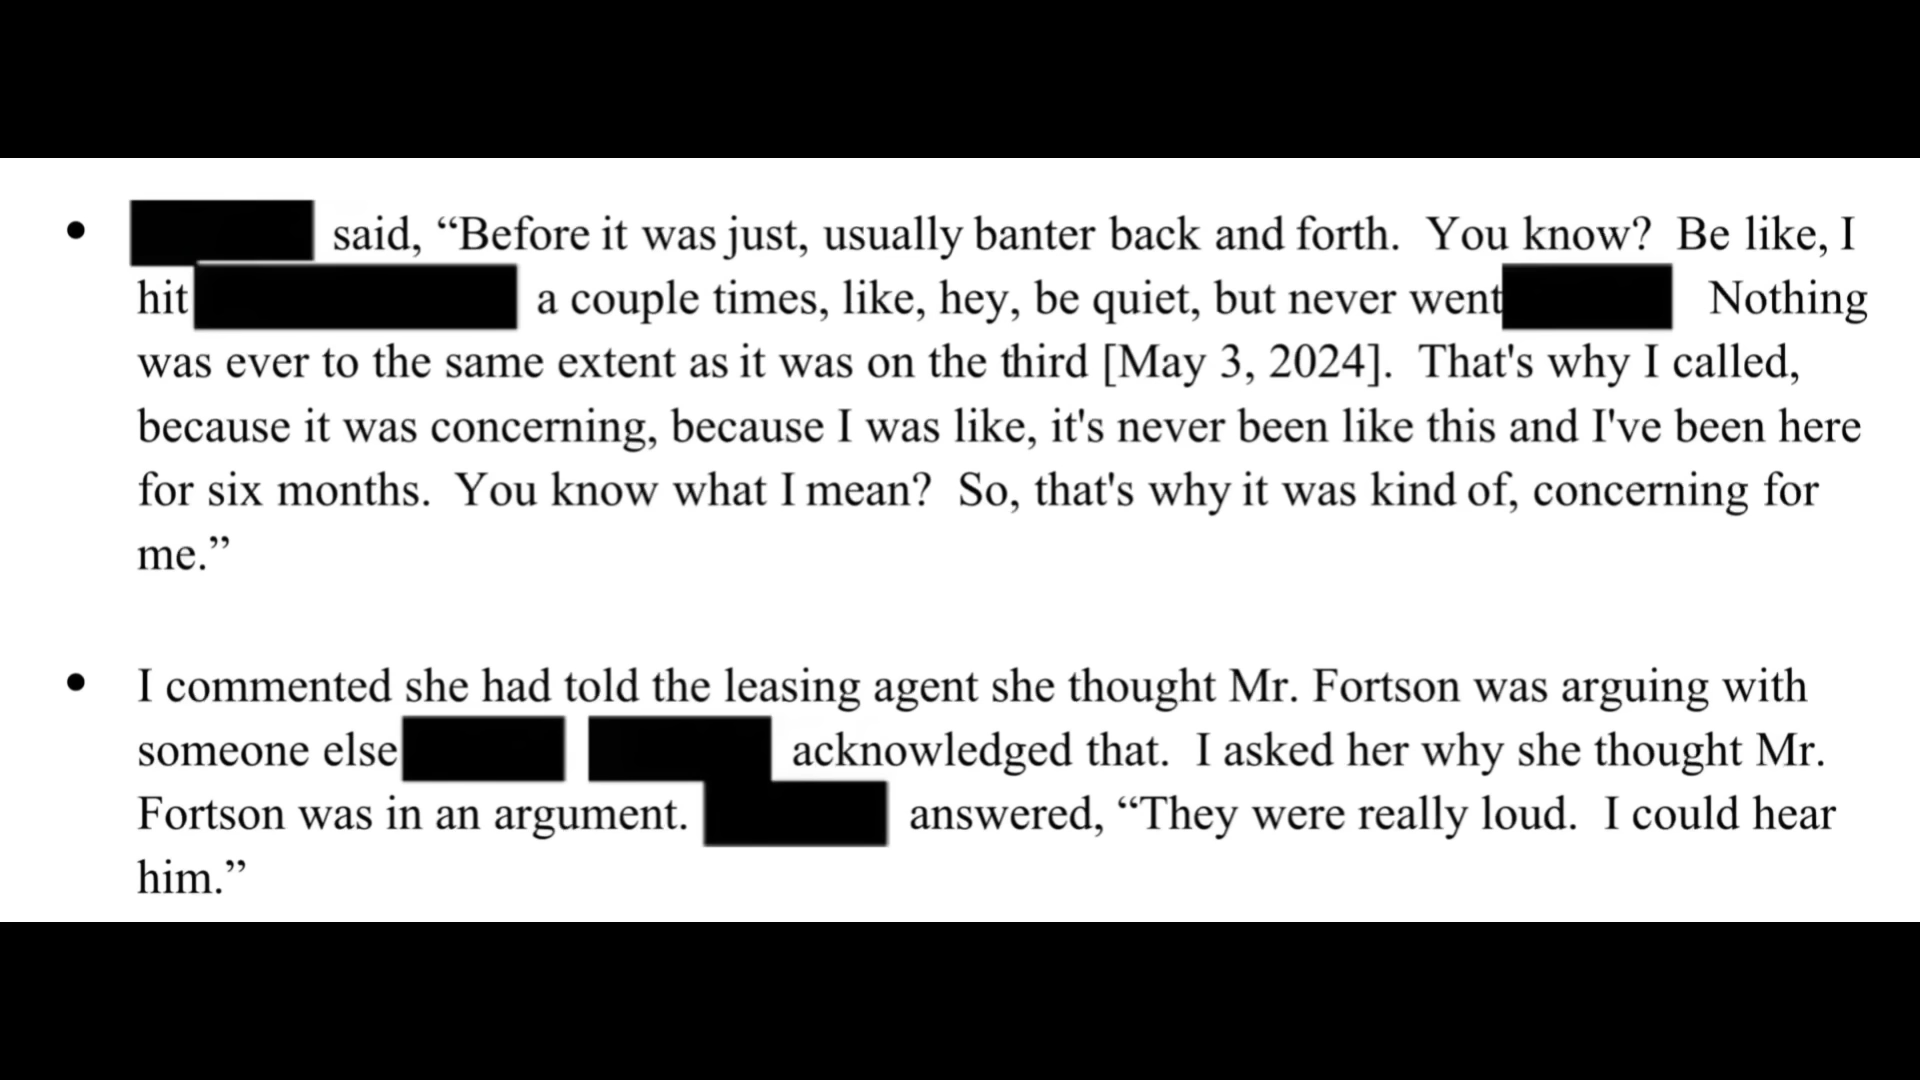 • said, “Before it was just, usually banter back and forth.  You know?  Be like, I
hit a couple times, like, hey, be quiet, but never went Nothing
was ever to the same extent as it was on the third [May 3, 2024].  That's why I called,
because it was concerning, because I was like, it's never been like this and I've been here
for six months.  You know what I mean?  So, that's why it was kind of, concerning for
me.”
• I commented she had told the leasing agent she thought Mr. Fortson was arguing with
someone else acknowledged that.  I asked her why she thought Mr.
Fortson was in an argument. answered, “They were really loud.  I could hear
him.”